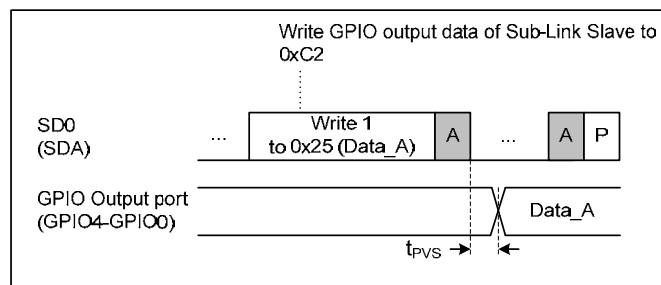 Write GPIO output data of Sub-Link Slave to
0xC2
SD0
(SDA)
...
Write 1
to 0x25 (Data_A)
A
...
A
P
GPIO Output port
(GPIO4-GPIO0)
Data_A
tPVS